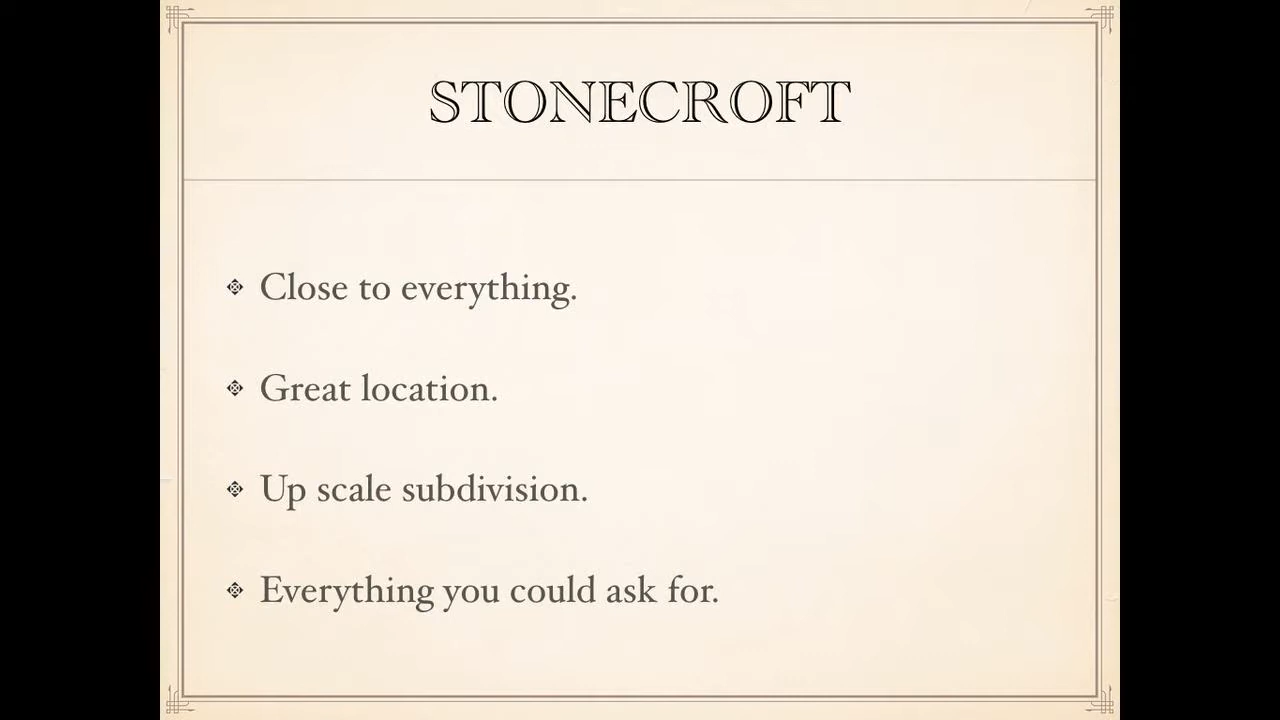 STONECROFT
Close to everything.
Great location.
Up scale subdivision.
Everything you could ask for.